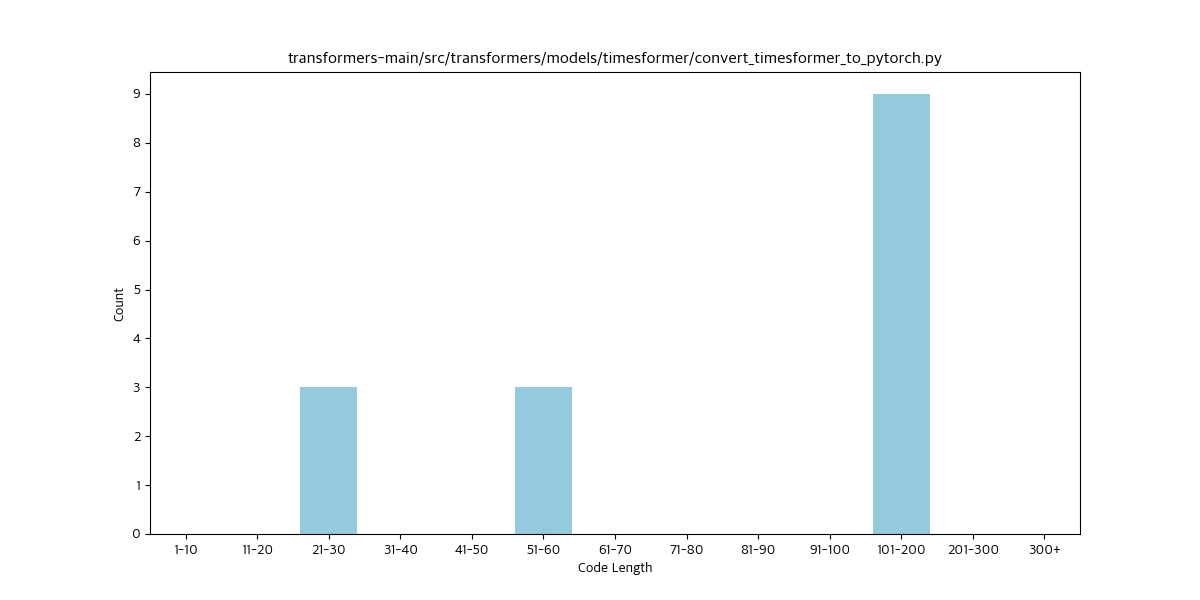 transformers-main/src/transformers/models/timesformer/convert_timesformer_to_pytorch.py
9
8
7
6
5
4
3
2
1
0
Count
1-10 11-20 21-30 31-40 41-50 51-60 61-70 71-80 81-90 91-100 101-200 201-300 300+
Code Length